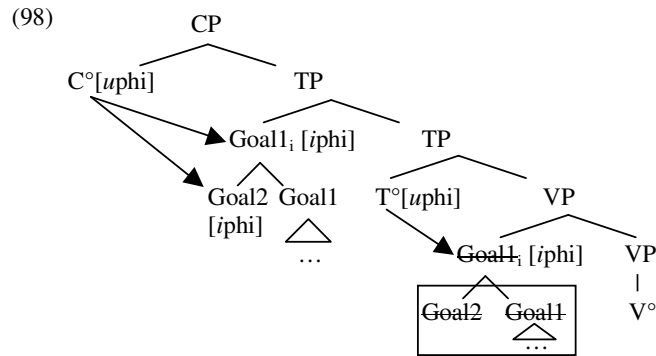 (98)
CP
C°[uphi] TP
Goal1i [iphi] TP
Goal2 Goal1 T°[uphi] VP
[iphi]
… Goal1i [iphi] VP
Goal2 Goal1 V°
…